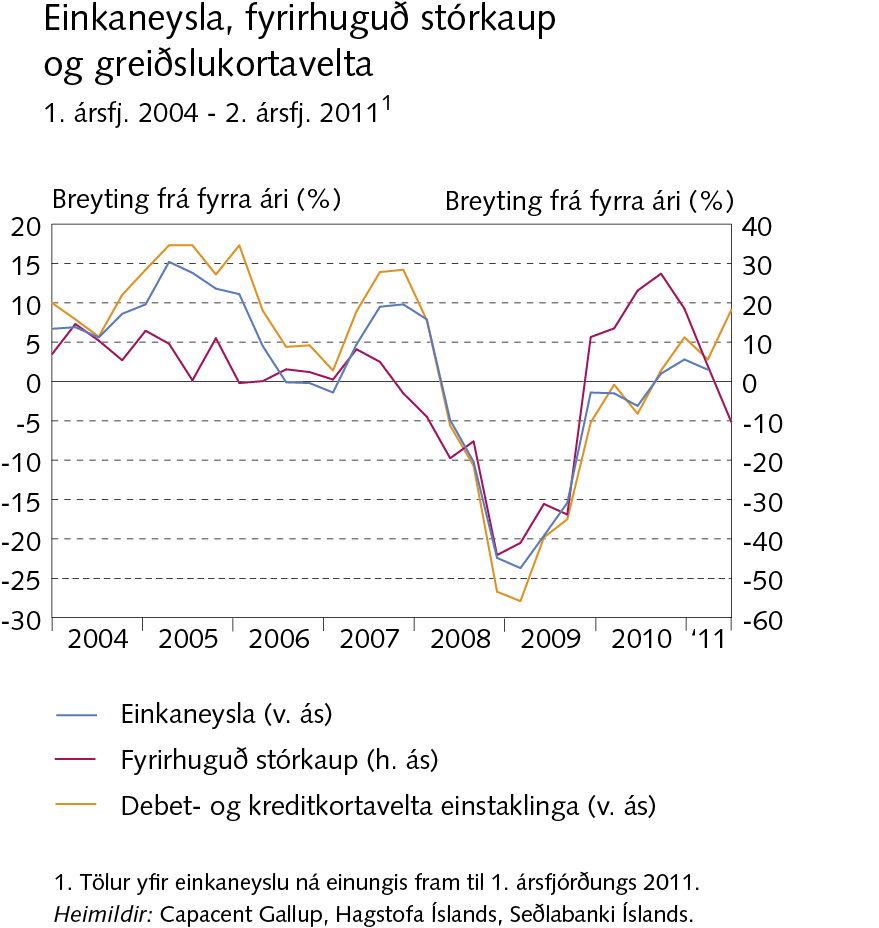 Einkaneysla, fyrirhuguð stórkaup
og greiðslukortavelta
1. ársfj. 2004 - 2. ársfj. 2011¹
Breyting frá fyrra ári (%) Breyting frá fyrra ári (%)
20 40
15 30
10 20
5 10
0 0
-5 -10
-10 -20
-15 -30
-20 -40
-25 -50
-30 -60
2004 2005 2006 2007 2008 2009 2010 '11
Einkaneysla (v. ás)
Fyrirhuguð stórkaup (h. ás)
Debet- og kreditkortavelta einstaklinga (v. ás)
1. Tölur yfir einkaneyslu ná einungis fram til 1. ársfjórðungs 2011.
Heimildir: Capacent Gallup, Hagstofa Íslands, Seðlabanki Íslands.